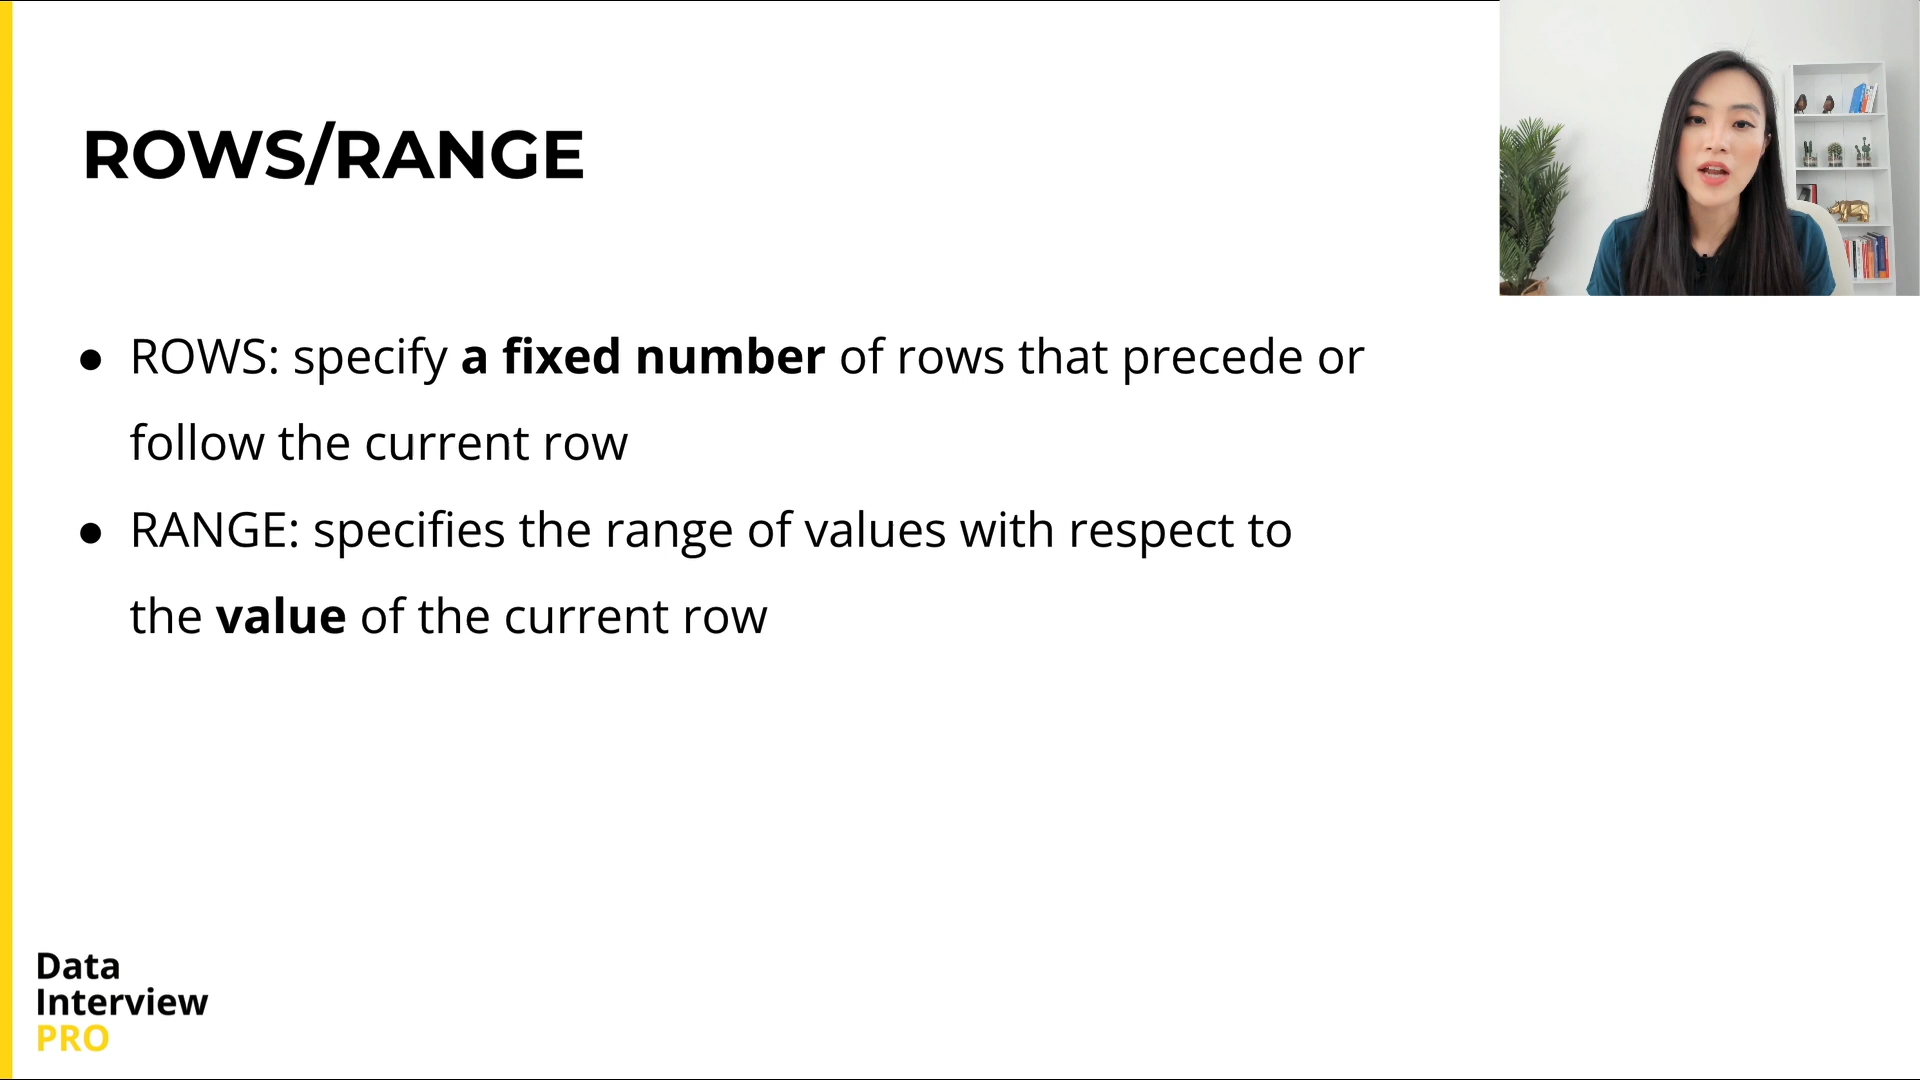 ROWS/RANGE
● ROWS: specify a fixed number of rows that precede or
follow the current row
● RANGE: specifies the range of values with respect to
the value of the current row
Data
Interview
PRO